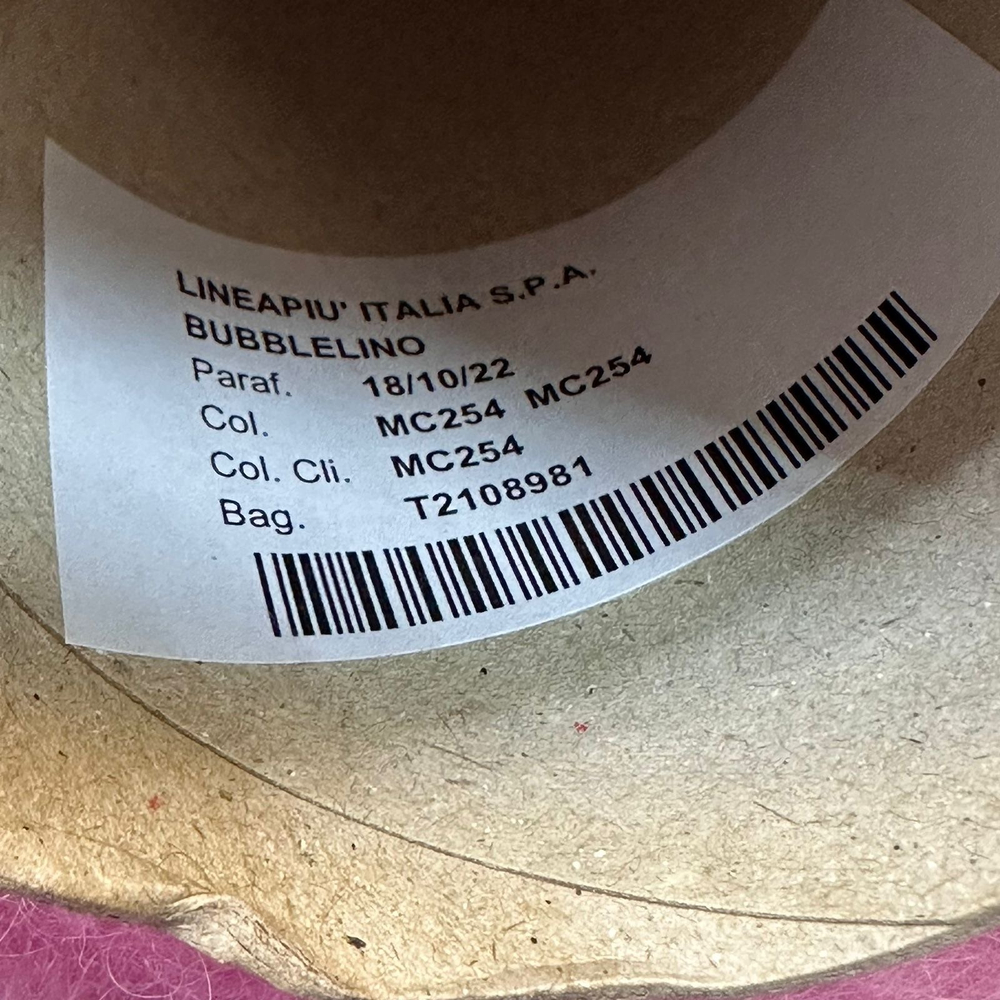 LINEAPIU' ITALIA S.P.A.
BUBBLELINO
Paraf. 18/10/22
Col. MC254 MC254
Col. Cli. MC254
Bag. T2108981